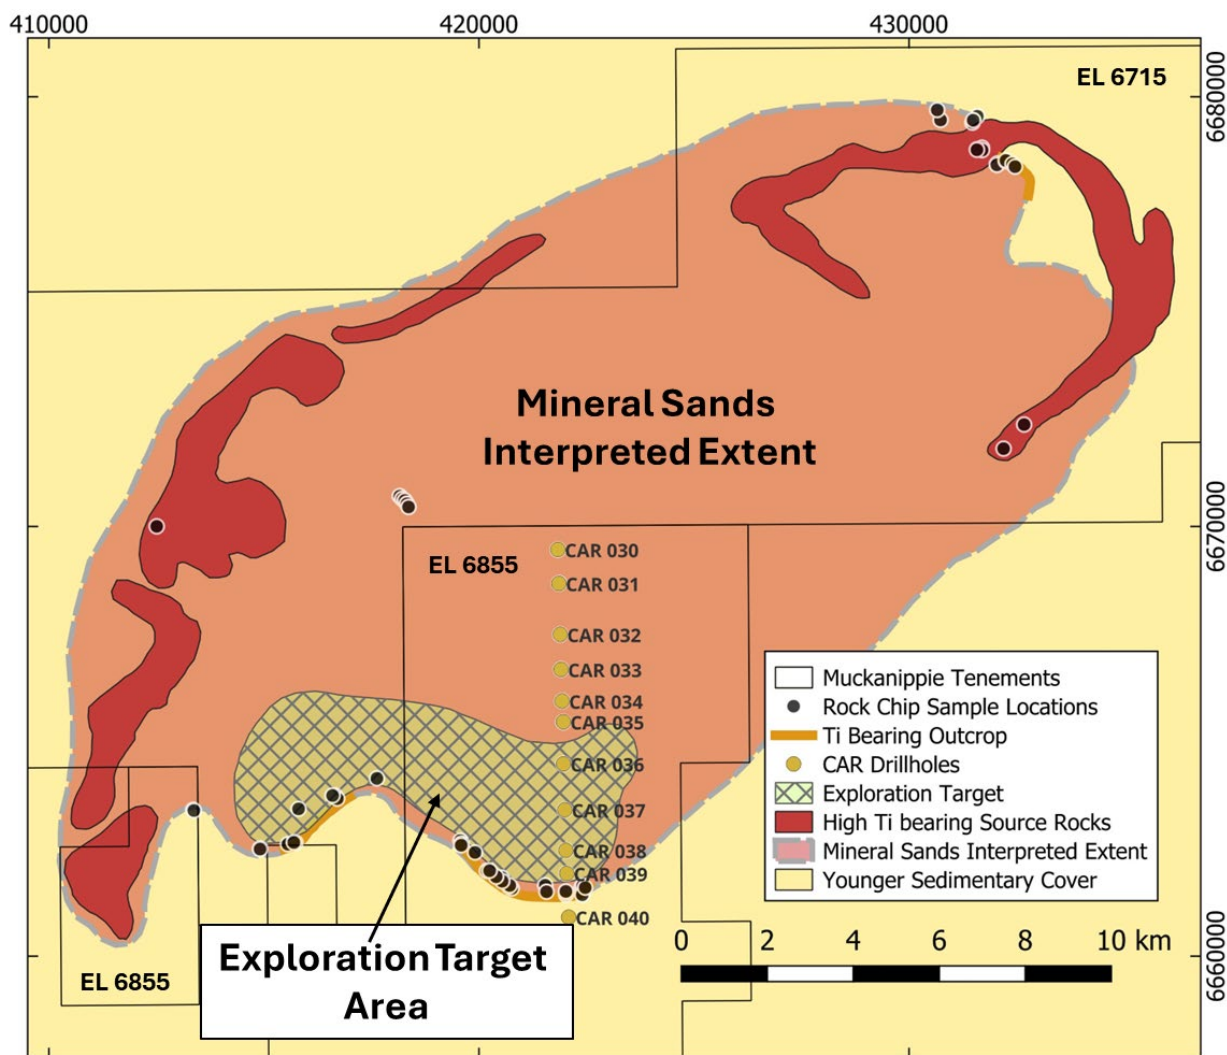 410000
420000
430000
EL 6715
6680000
Mineral Sands
Interpreted Extent
6670000
EL 6855
CAR 030
CAR 031
CAR 032
CAR 033
CAR 034
CAR 035
CAR 036
CAR 037
CAR 038
CAR 039
CAR 040
Muckanippie Tenements
Rock Chip Sample Locations
Ti Bearing Outcrop
CAR Drillholes
Exploration Target
High Ti bearing Source Rocks
Mineral Sands Interpreted Extent
Younger Sedimentary Cover
0 2 4 6 8 10 km
6660000
Exploration Target
Area
EL 6855